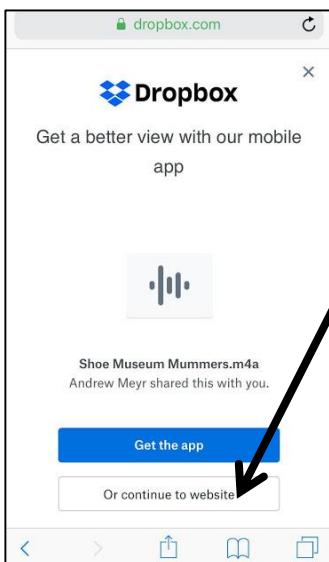 dropbox.com
Dropbox
Get a better view with our mobile
app
Shoe Museum Mummers.m4a
Andrew Meyr shared this with you.
Get the app
Or continue to website